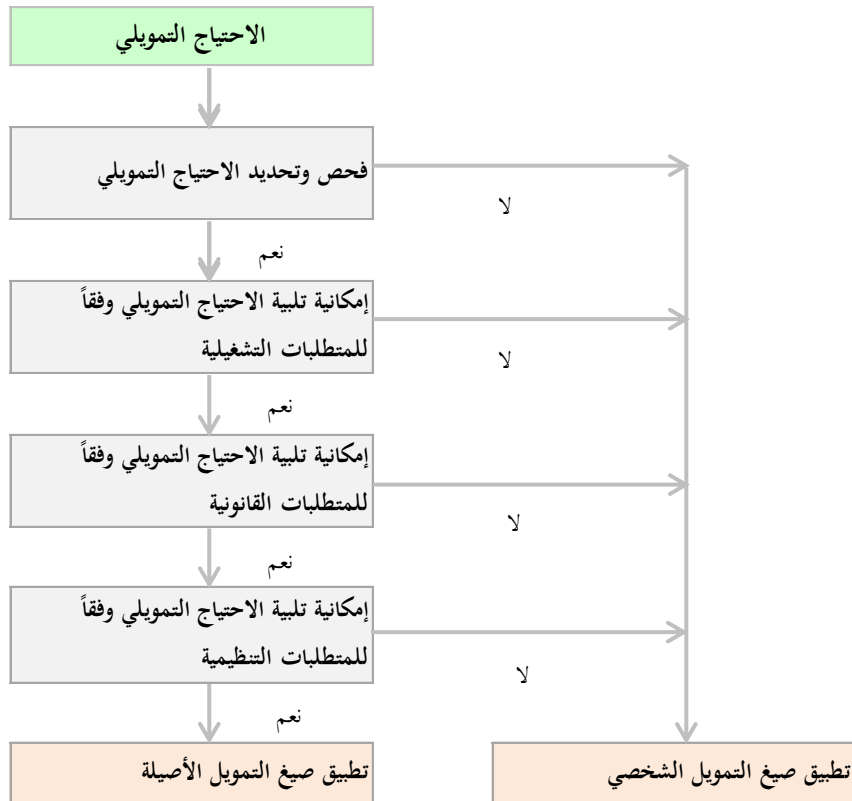 الاحتياج التمويلي
فحص وتحديد الاحتياج التمويلي
لا
نعم
إمكانية تلبية الاحتياج التمويلي وفقاً
للمتطلبات التشغيلية
لا
نعم
إمكانية تلبية الاحتياج التمويلي وفقاً
للمتطلبات القانونية
لا
نعم
إمكانية تلبية الاحتياج التمويلي وفقاً
للمتطلبات التنظيمية
لا
نعم
تطبيق صيغ التمويل الشخصي
تطبيق صيغ التمويل الأصيلة